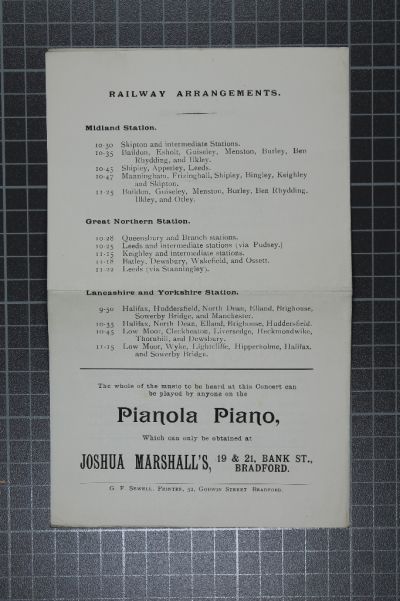 RAILWAY ARRANGEMENTS.
Midland Station.
10-30 Skipton and intermediate Stations.
10-35 Baildon, Esholt, Guiseley, Menston, Burley, Ben
Rhydding, and Ilkley.
10-45 Shipley, Apperley, Leeds.
10-47 Manningham, Frizinghall, Shipley, Bingley, Keighley
and Skipton.
11-25 Baildon, Guiseley, Menston, Burley, Ben Rhydding,
Ilkley, and Otley.
Great Northern Station.
10-28 Queensbury and Branch stations.
10-25 Leeds and intermediate stations (via Pudsey.)
11-15 Keighley and intermediate stations.
11-18 Batley, Dewsbury, Wakefield, and Ossett.
11-22 Leeds (via Stanningley).
Lancashire and Yorkshire Station.
9-50 Halifax, Huddersfield, North Dean, Elland, Brighouse,
Sowerby Bridge, and Manchester.
10-33 Halifax, North Dean, Elland, Brighouse, Huddersfield.
10-45 Low Moor, Cleckheaton, Liversedge, Heckmondwike,
Thornhill, and Dewsbury.
11-15 Low Moor, Wyke, Lightcliffe, Hipperholme, Halifax,
and Sowerby Bridge.
The whole of the music to be heard at this Concert can
be played by anyone on the
Pianola Piano,
Which can only be obtained at
JOSHUA MARSHALL'S, 19 & 21, BANK ST.,
BRADFORD.
G. F. Sewell, Printer, 52, Godwin Street Bradford.